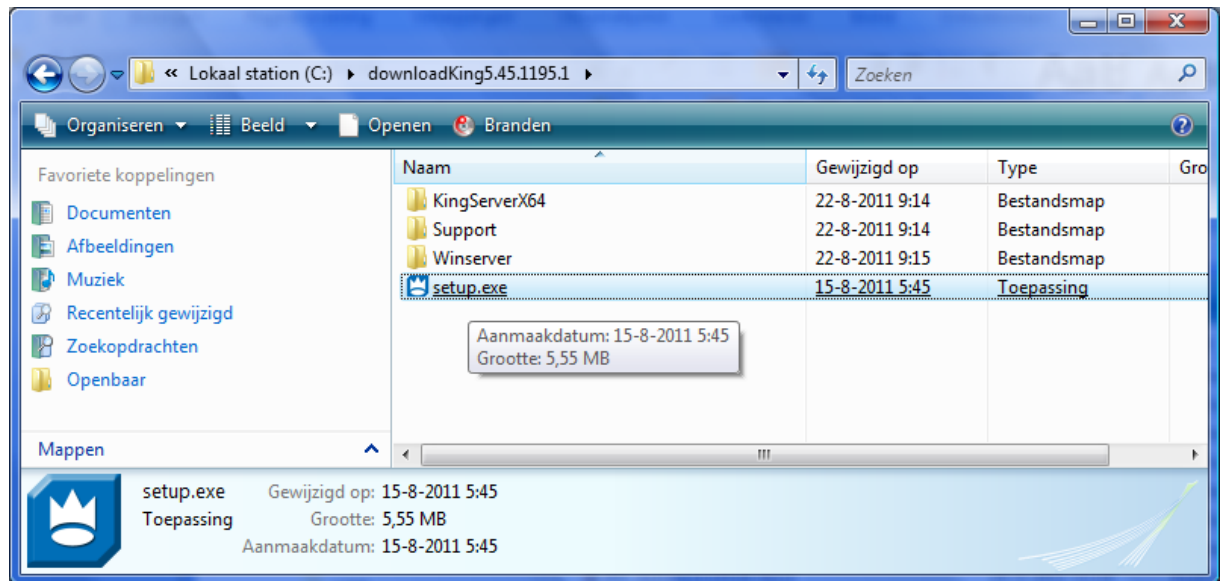 « Lokaal station (C:) downloadKing5.45.1195.1
Zoeken
Organiseren Beeld Openen Branden
Favoriete koppelingen
Documenten
Afbeeldingen
Muziek
Recentelijk gewijzigd
Zoekopdrachten
Openbaar
Mappen
Naam Gewijzigd op Type Gro
KingServerX64 22-8-2011 9:14 Bestandsmap
Support 22-8-2011 9:14 Bestandsmap
Winserver 22-8-2011 9:15 Bestandsmap
setup.exe 15-8-2011 5:45 Toepassing
Aanmaakdatum: 15-8-2011 5:45
Grootte: 5,55 MB
setup.exe Gewijzigd op: 15-8-2011 5:45
Toepassing Grootte: 5,55 MB
Aanmaakdatum: 15-8-2011 5:45